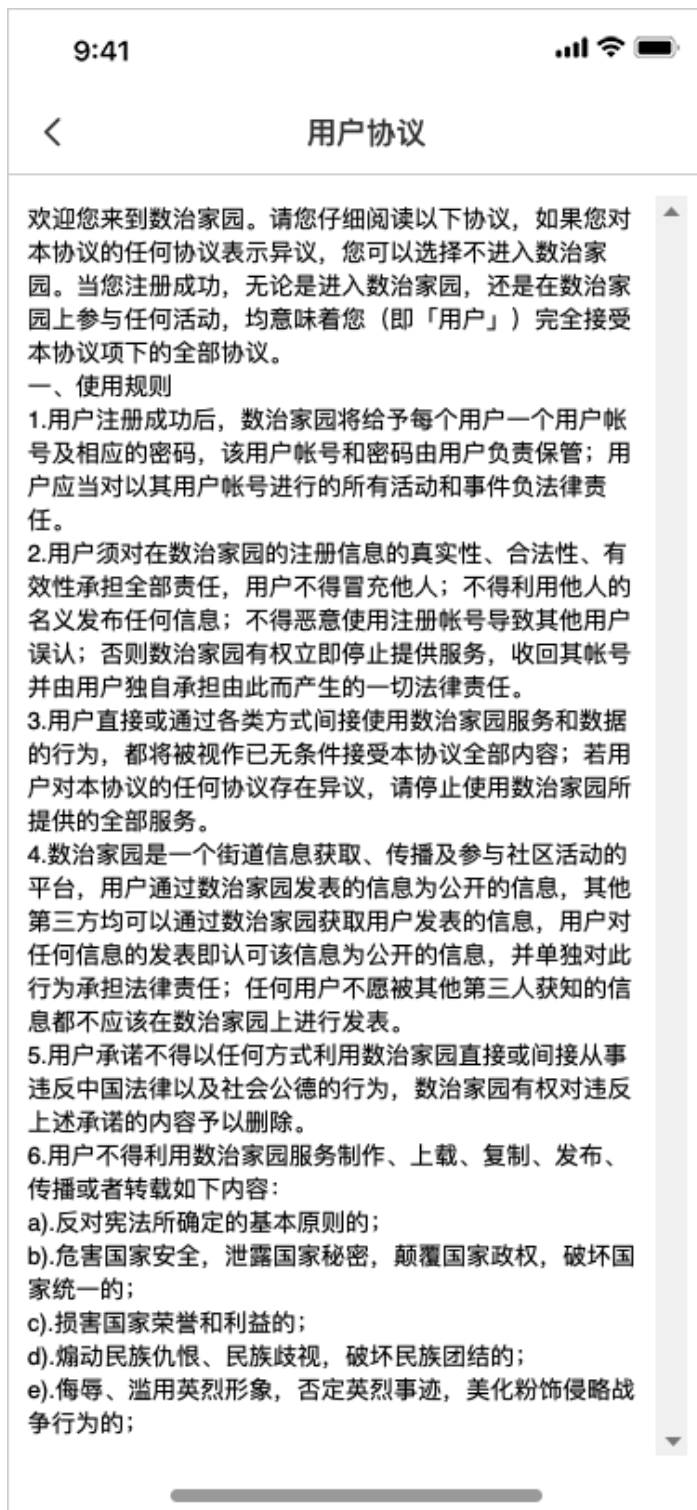 9:41
用户协议
欢迎您来到数治家园。请您仔细阅读以下协议，如果您对
本协议的任何协议表示异议，您可以选择不进入数治家
园。当您注册成功，无论是进入数治家园，还是在数治家
园上参与任何活动，均意味着您（即「用户」）完全接受
本协议项下的全部协议。
一、使用规则
1.用户注册成功后，数治家园将给予每个用户一个用户帐
号及相应的密码，该用户帐号和密码由用户负责保管；用
户应当对以其用户帐号进行的所有活动和事件负法律责
任。
2.用户须对在数治家园的注册信息的真实性、合法性、有
效性承担全部责任，用户不得冒充他人；不得利用他人的
名义发布任何信息；不得恶意使用注册帐号导致其他用户
误认；否则数治家园有权立即停止提供服务，收回其帐号
并由用户独自承担由此而产生的一切法律责任。
3.用户直接或通过各类方式间接使用数治家园服务和数据
的行为，都将被视作已无条件接受本协议全部内容；若用
户对本协议的任何协议存在异议，请停止使用数治家园所
提供的全部服务。
4.数治家园是一个街道信息获取、传播及参与社区活动的
平台，用户通过数治家园发表的信息为公开的信息，其他
第三方均可以通过数治家园获取用户发表的信息，用户对
任何信息的发表即认可该信息为公开的信息，并单独对此
行为承担法律责任；任何用户不愿被其他第三人获知的信
息都不应该在数治家园上进行发表。
5.用户承诺不得以任何方式利用数治家园直接或间接从事
违反中国法律以及社会公德的行为，数治家园有权对违反
上述承诺的内容予以删除。
6.用户不得利用数治家园服务制作、上载、复制、发布、
传播或者转载如下内容：
a).反对宪法所确定的基本原则的；
b).危害国家安全，泄露国家秘密，颠覆国家政权，破坏国
家统一的；
c).损害国家荣誉和利益的；
d).煽动民族仇恨、民族歧视，破坏民族团结的；
e).侮辱、滥用英烈形象，否定英烈事迹，美化粉饰侵略战
争行为的；